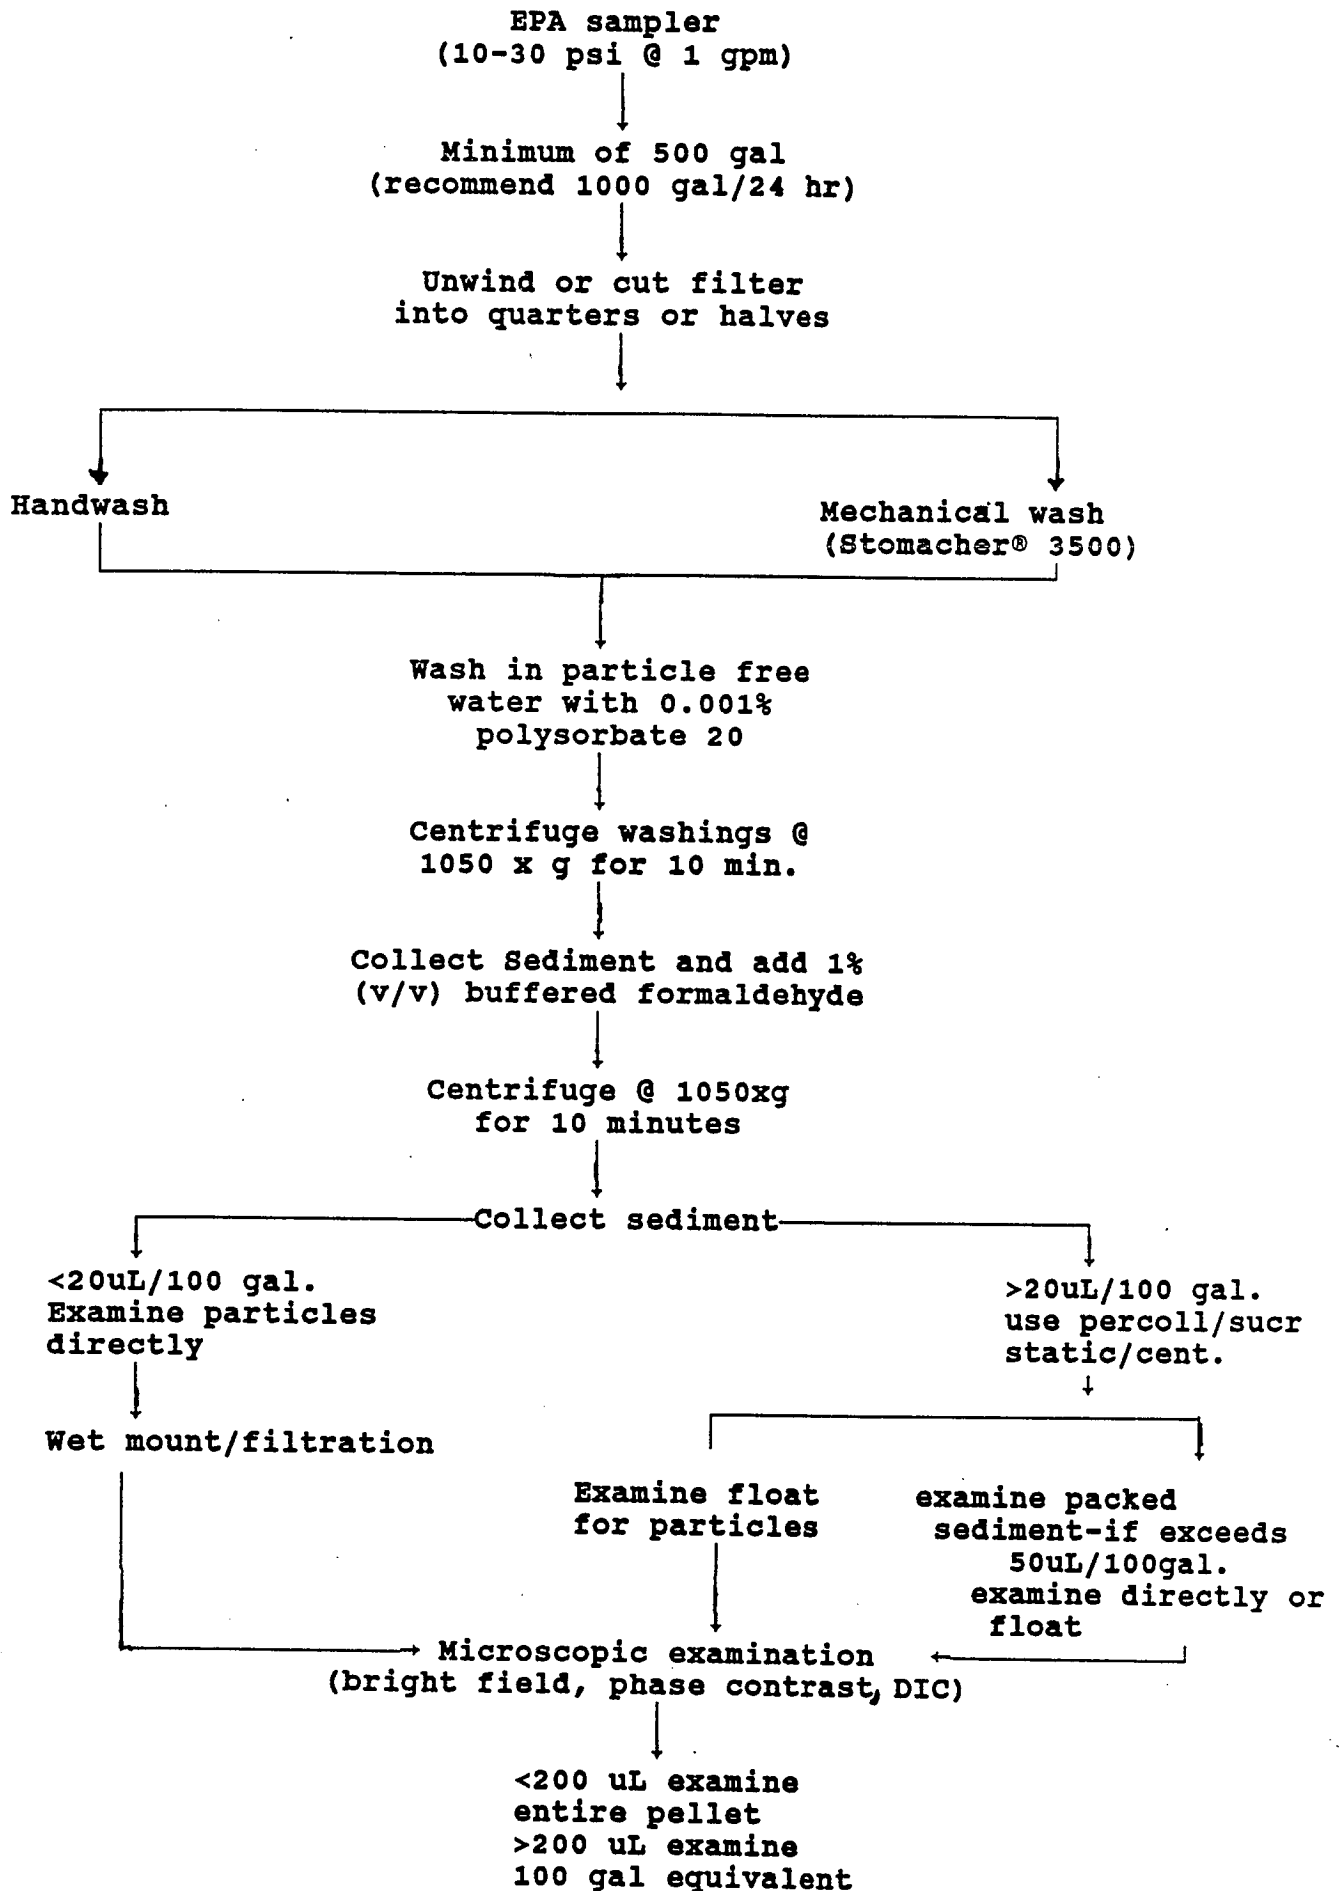 EPA sampler
(10-30 psi @ 1 gpm)
Minimum of 500 gal
(recommend 1000 gal/24 hr)
Unwind or cut filter
into quarters or halves
Handwash
Mechanical wash
(Stomacher® 3500)
Wash in particle free
water with 0.001%
polysorbate 20
Centrifuge washings @
1050 x g for 10 min.
Collect Sediment and add 1%
(v/v) buffered formaldehyde
Centrifuge @ 1050xg
for 10 minutes
Collect sediment
<20uL/100 gal.
Examine particles
directly
>20uL/100 gal.
use percoll/sucr
static/cent.
Wet mount/filtration
Examine float
for particles
examine packed
sediment-if exceeds
50uL/100gal.
examine directly or
float
Microscopic examination
(bright field, phase contrast, DIC)
<200 uL examine
entire pellet
>200 uL examine
100 gal equivalent